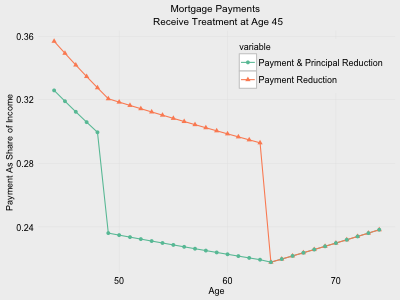 Mortgage Payments
Receive Treatment at Age 45
variable
Payment & Principal Reduction
Payment Reduction
Payment As Share of Income
0.36
0.32
0.28
0.24
50 60 70
Age